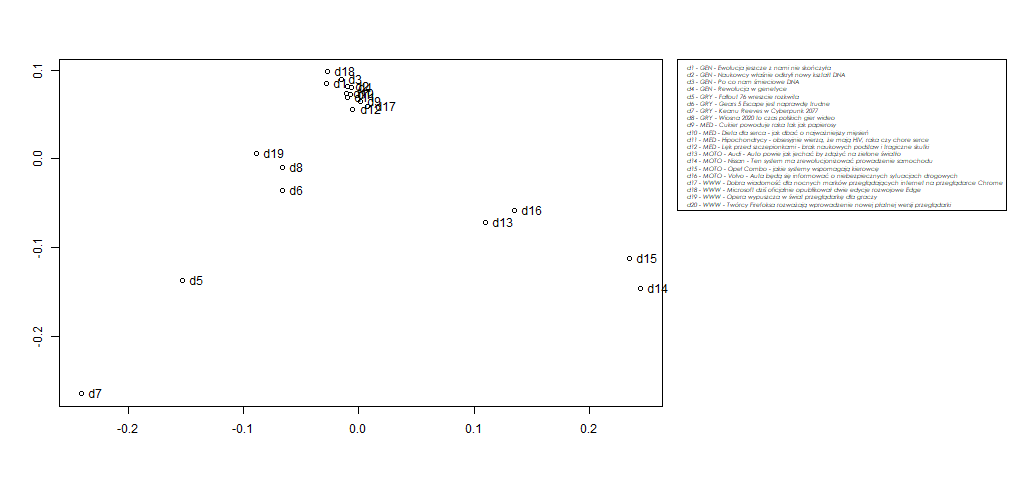 0.1
0.0
-0.1
-0.2
-0.2
-0.1
0.0
0.1
0.2
d18
d3
d17
d12
d19
d8
d6
d16
d13
d5
d15
d14
d7
d1 - GEN - Ewolucja jeszcze z nami nie skończyła
d2 - GEN - Naukowcy właśnie odkryli nowy kształt DNA
d3 - GEN - Po co nam śmieciowe DNA
d4 - GEN - Rewolucja w genetyce
d5 - GRY - Fallout 76 wreszcie rozkwita
d6 - GRY - Gears 5 Escape jest naprawdę trudne
d7 - GRY - Keanu Reeves w Cyberpunk 2077
d8 - GRY - Wiosna 2020 to czas polskich gier wideo
d9 - MED - Cukier powoduje raka tak jak papierosy
d10 - MED - Dieta dla serca - jak dbać o najważniejszy mięsień
d11 - MED - Hipochondrycy - obsesyjnie wierzą, że mają HIV, raka czy chore serce
d12 - MED - Lęk przed szczepionkami - brak naukowych podstaw i tragiczne skutki
d13 - MOTO - Audi - Auto powie jak jechać by zdążyć na zielone światło
d14 - MOTO - Nissan - Ten system ma zrewolucjonizować prowadzenie samochodu
d15 - MOTO - Opel Combo - jakie systemy wspomagają kierowcę
d16 - MOTO - Volvo - Auta będą się informować o niebezpiecznych sytuacjach drogowych
d17 - WWW - Dobra wiadomość dla nocnych marków przeglądających internet na przeglądarce Chrome
d18 - WWW - Microsoft dziś oficjalnie opublikował dwie edycje rozwojowe Edge
d19 - WWW - Opera wypuszcza w świat przeglądarkę dla graczy
d20 - WWW - Twórcy Firefoksa rozważają wprowadzenie nowej płatnej wersji przeglądarki